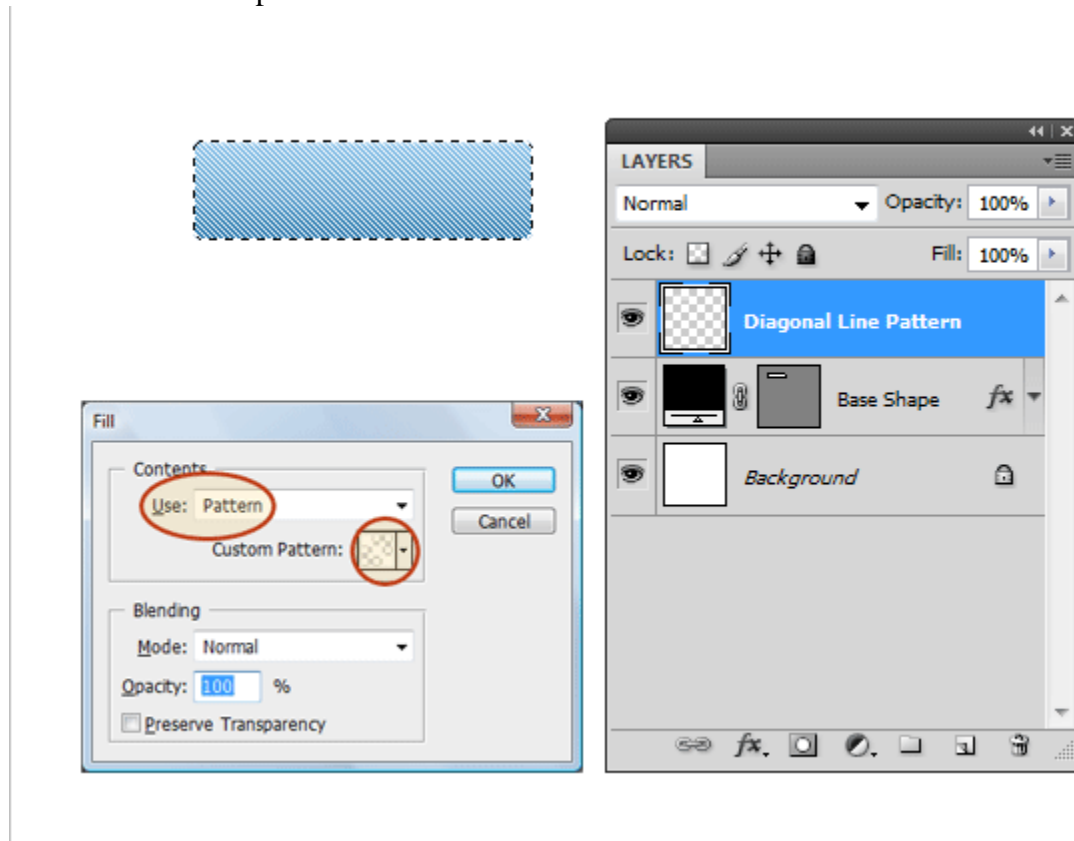 LAYERS
Normal
Opacity: 100%
Lock:
Fill: 100%
Diagonal Line Pattern
Base Shape
fx
Background
fx.
Fill
Contents
Use: Pattern
Custom Pattern:
OK
Cancel
Blending
Mode: Normal
Opacity: 100 %
Preserve Transparency